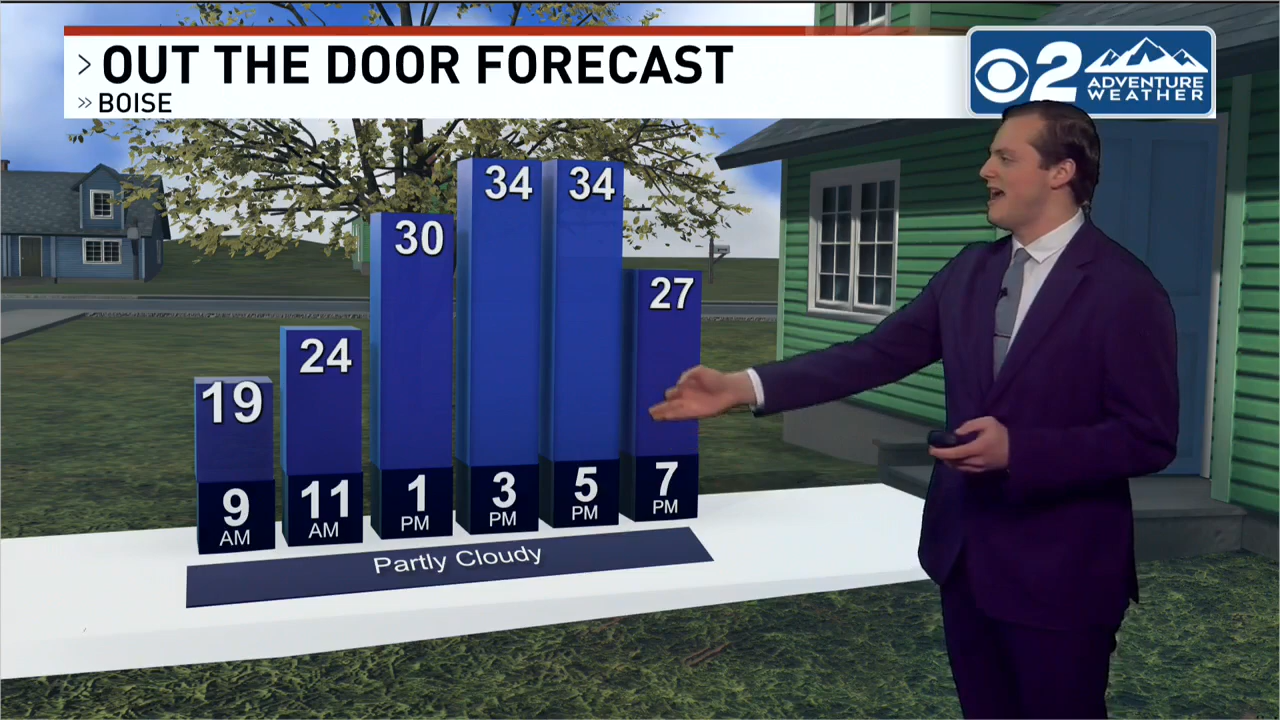 > OUT THE DOOR FORECAST
» BOISE
2
ADVENTURE
WEATHER
19
24
30
34
34
27
9
AM
11
AM
1
PM
3
PM
5
PM
7
PM
Partly Cloudy